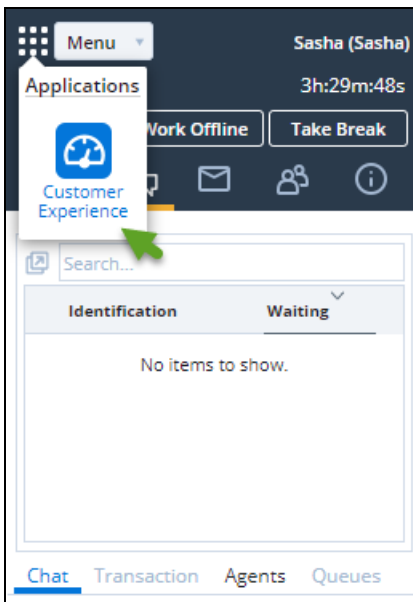 Menu
Sasha (Sasha)
Applications
3h:29m:48s
Work Offline
Take Break
Customer
Experience
Search...
Identification
Waiting
No items to show.
Chat
Transaction
Agents
Queues